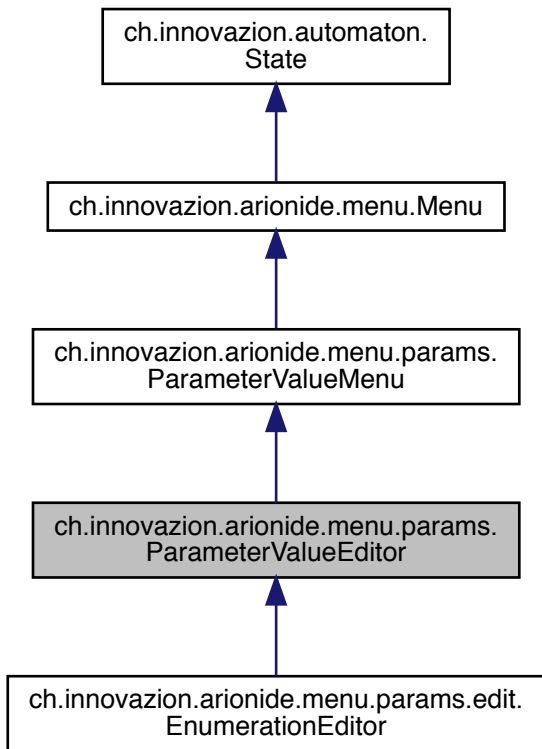 ch.innovazion.automaton.
State
ch.innovazion.arionide.menu.Menu
ch.innovazion.arionide.menu.params.
ParameterValueMenu
ch.innovazion.arionide.menu.params.
ParameterValueEditor
ch.innovazion.arionide.menu.params.edit.
EnumerationEditor